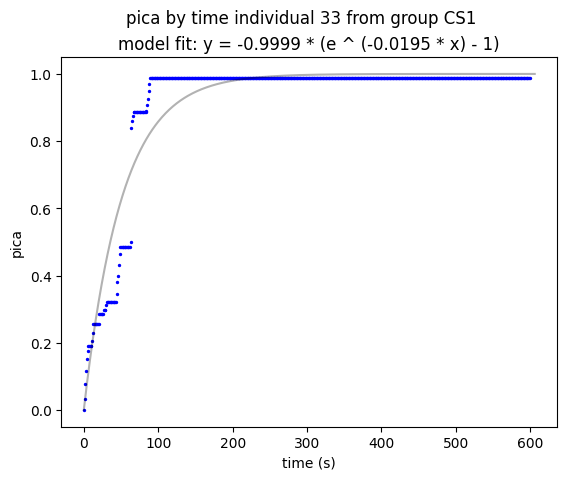 pica by time individual 33 from group CS1
model fit: y = -0.9999 * (e ^ (-0.0195 * x) - 1)
1.0
0.8
0.6
0.4
0.2
0.0
pica
0 100 200 300 400 500 600
time (s)